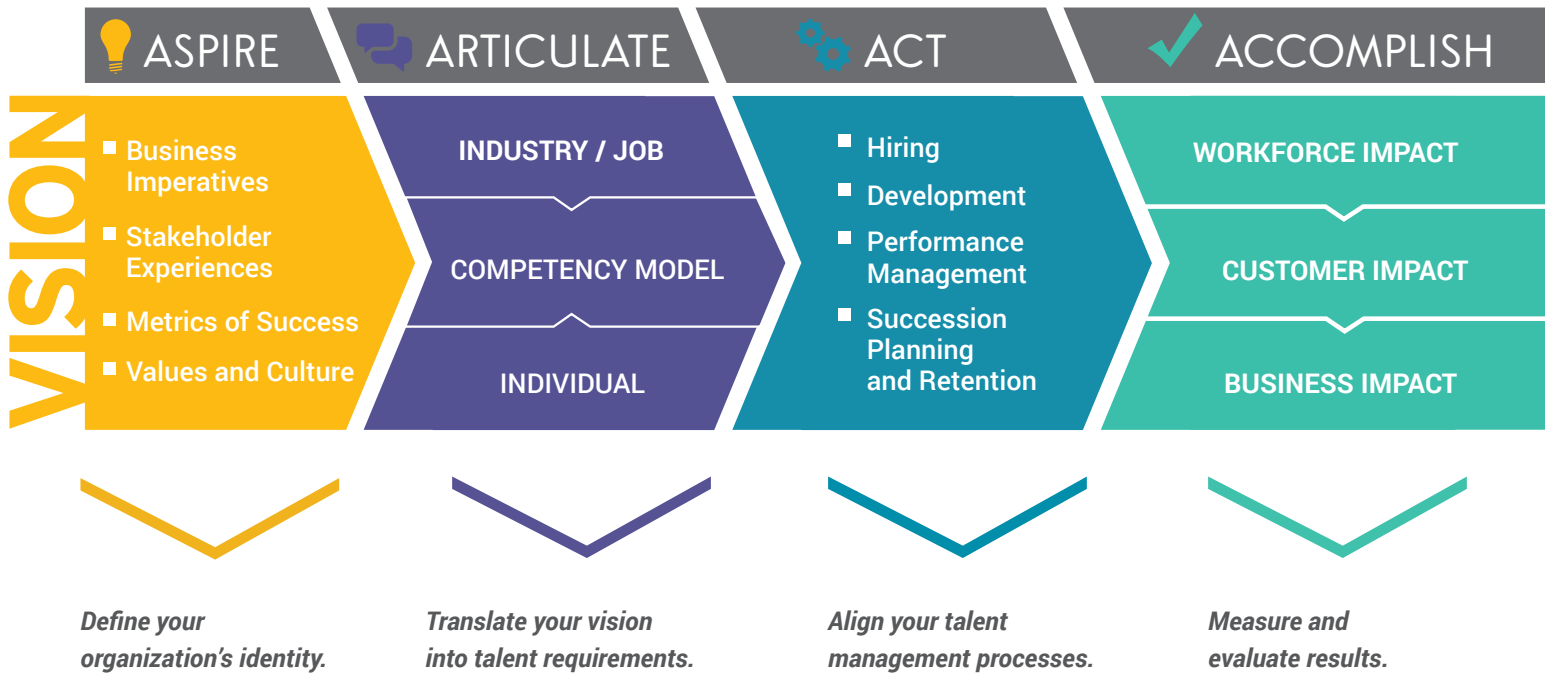 ASPIRE
ARTICULATE
ACT
ACCOMPLISH
VISION
Business
Imperatives
Stakeholder
Experiences
Metrics of Success
Values and Culture
INDUSTRY / JOB
COMPETENCY MODEL
INDIVIDUAL
Hiring
Development
Performance
Management
Succession
Planning
and Retention
WORKFORCE IMPACT
CUSTOMER IMPACT
BUSINESS IMPACT
Define your
organization's identity.
Translate your vision
into talent requirements.
Align your talent
management processes.
Measure and
evaluate results.